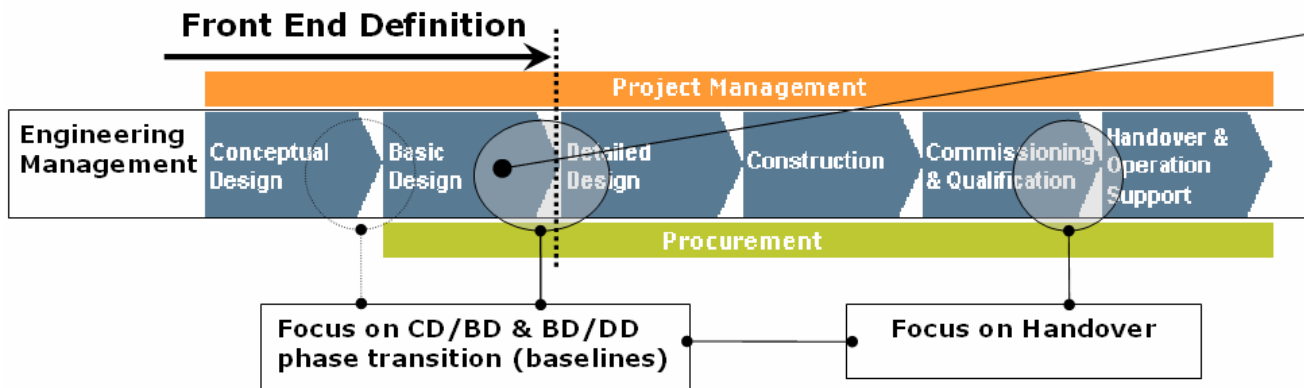 Front End Definition
Project Management
Engineering
Management
Conceptual
Design
Basic
Design
Detailed
Design
Construction
Commissioning
& Qualification
Handover &
Operation
Support
Procurement
Focus on CD/BD & BD/DD
phase transition (baselines)
Focus on Handover